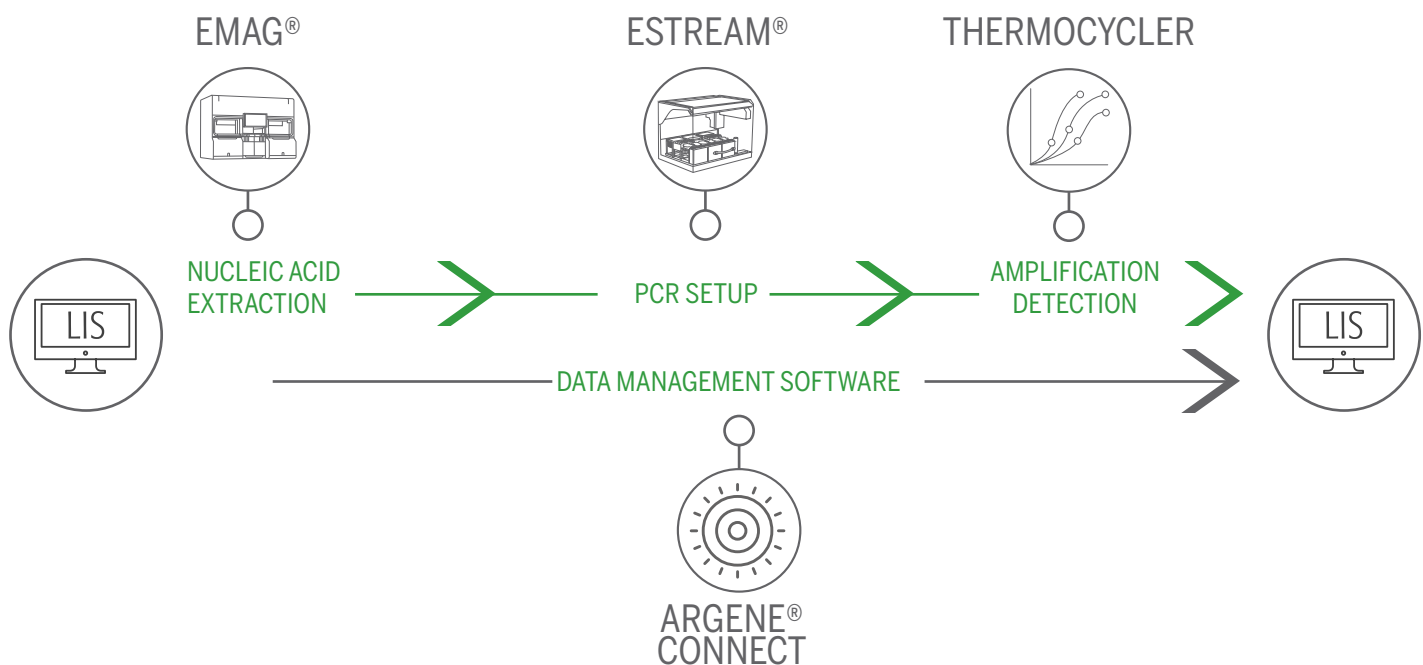 EMAG®
ESTREAM®
THERMOCYCLER
LIS
NUCLEIC ACID
EXTRACTION
PCR SETUP
AMPLIFICATION
DETECTION
LIS
DATA MANAGEMENT SOFTWARE
ARGENE®
CONNECT